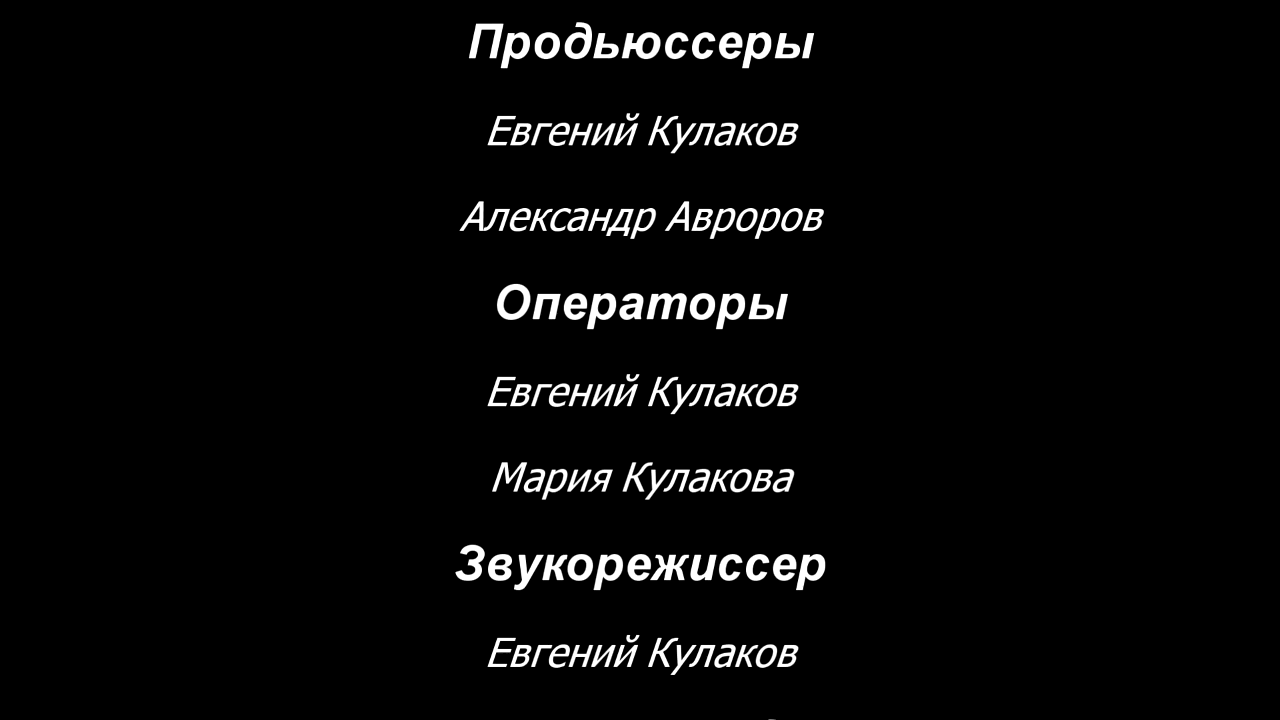 Продьюссеры
Евгений Кулаков
Александр Авроров
Операторы
Евгений Кулаков
Мария Кулакова
Звукорежиссер
Евгений Кулаков